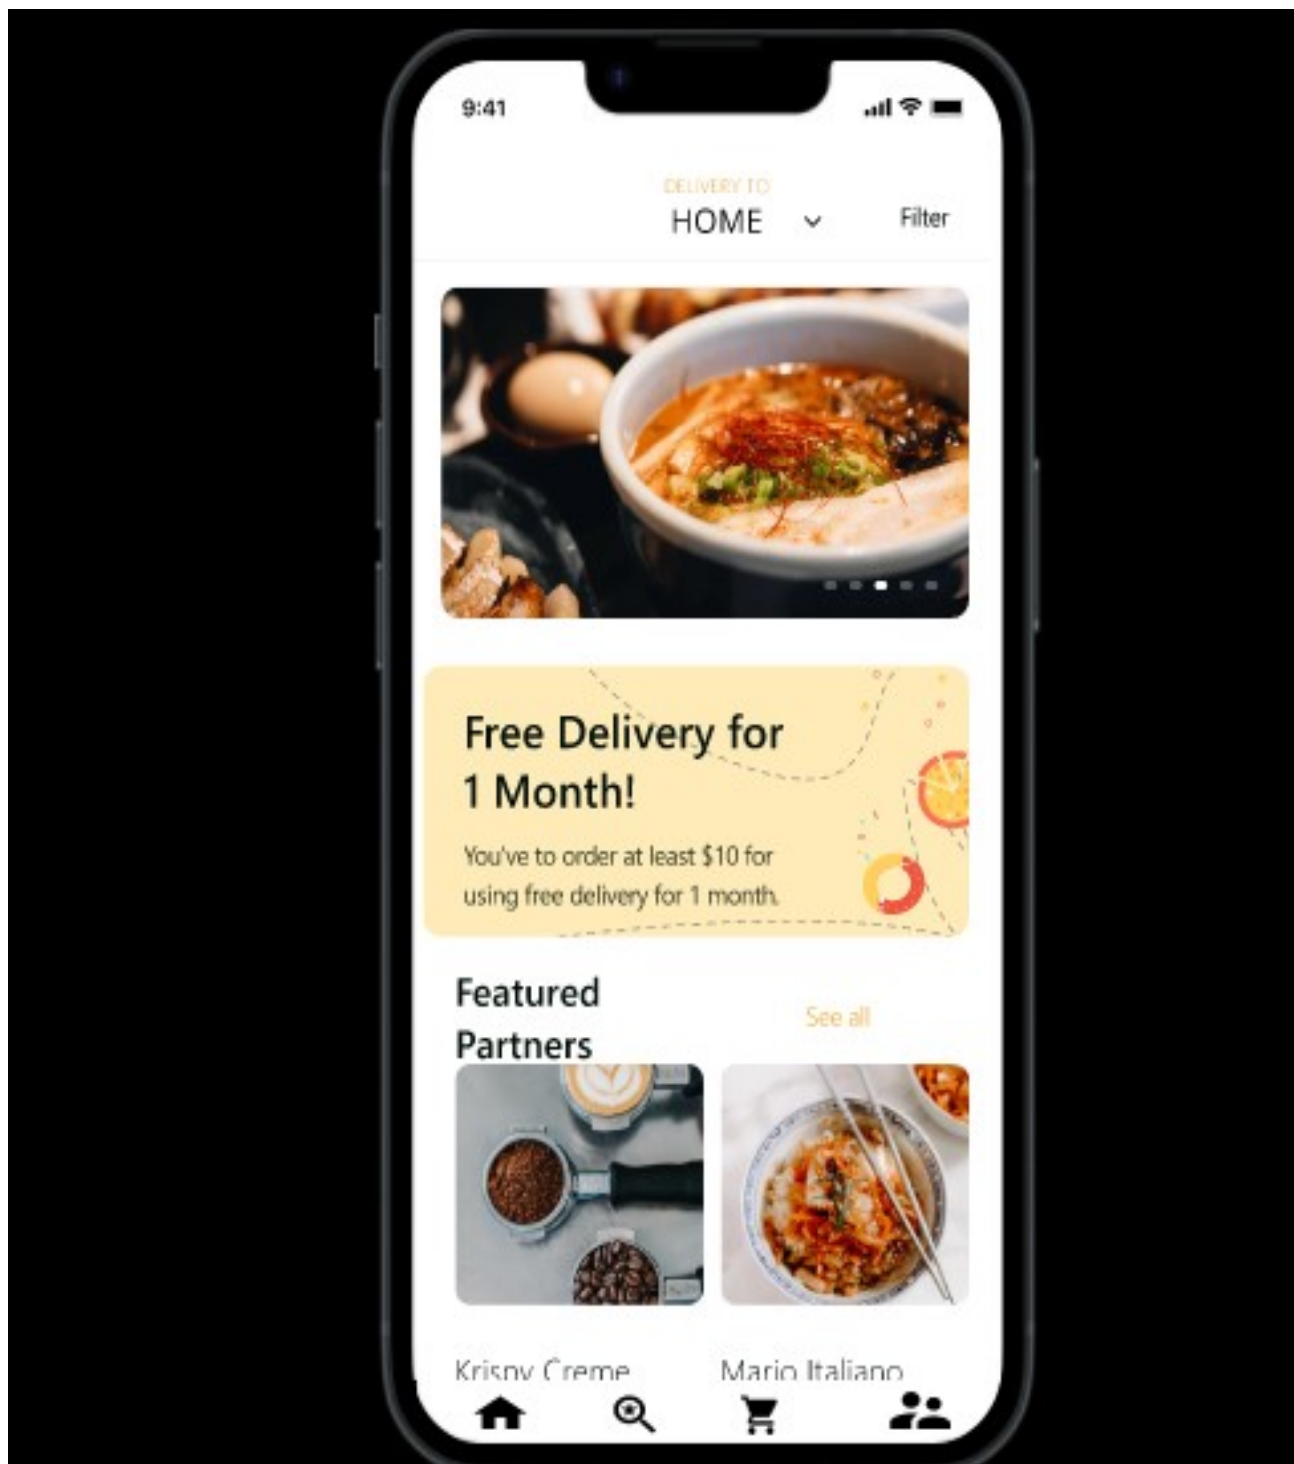 9:41
DELIVERY TO
HOME
Filter
Free Delivery for
1 Month!
You've to order at least $10 for
using free delivery for 1 month.
Featured
Partners
See all
Krispy Creme
Mario Italiano